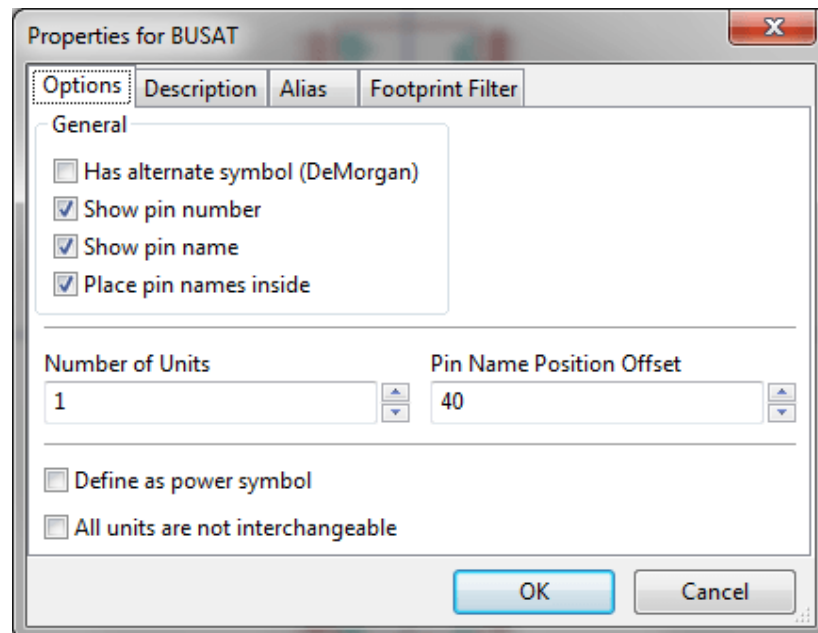 Properties for BUSAT
Options Description Alias Footprint Filter
General
Has alternate symbol (DeMorgan)
Show pin number
Show pin name
Place pin names inside
Number of Units Pin Name Position Offset
1 40
Define as power symbol
All units are not interchangeable
OK Cancel